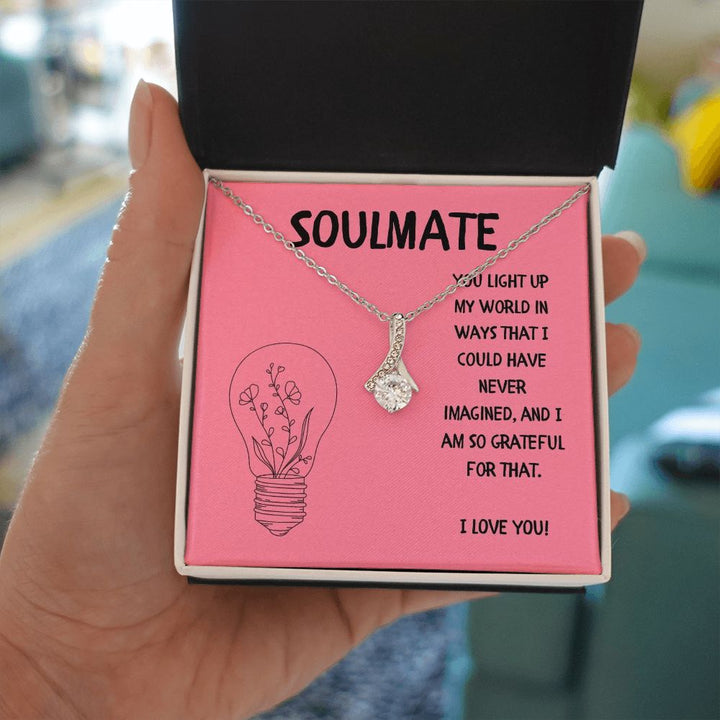 SOULMATE
YOU LIGHT UP
MY WORLD IN
WAYS THAT I
COULD HAVE
NEVER
IMAGINED, AND I
AM SO GRATEFUL
FOR THAT.
I LOVE YOU!